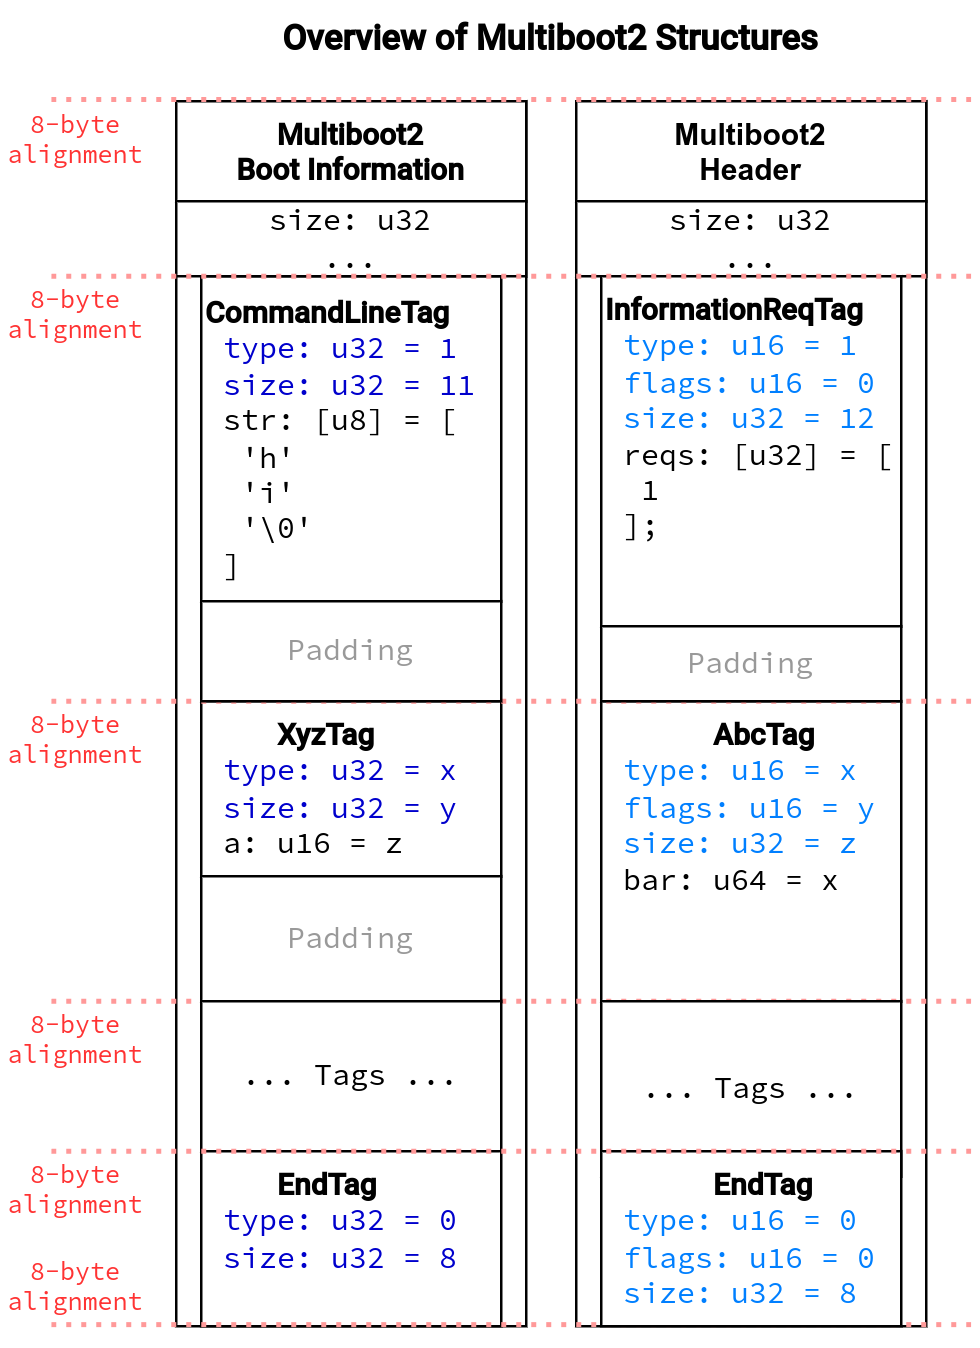 Overview of Multiboot2 Structures
8-byte
alignment
Multiboot2
Boot Information
size: u32
...
8-byte
alignment
CommandLineTag
type: u32 = 1
size: u32 = 11
str: [u8] = [
'h'
'i'
'\0'
]
Padding
8-byte
alignment
XyzTag
type: u32 = x
size: u32 = y
a: u16 = z
Padding
8-byte
alignment
... Tags ...
8-byte
alignment
EndTag
type: u32 = 0
size: u32 = 8
8-byte
alignment
Multiboot2
Header
size: u32
...
InformationReqTag
type: u16 = 1
flags: u16 = 0
size: u32 = 12
reqs: [u32] = [
1
];
Padding
AbcTag
type: u16 = x
flags: u16 = y
size: u32 = z
bar: u64 = x
... Tags ...
EndTag
type: u16 = 0
flags: u16 = 0
size: u32 = 8